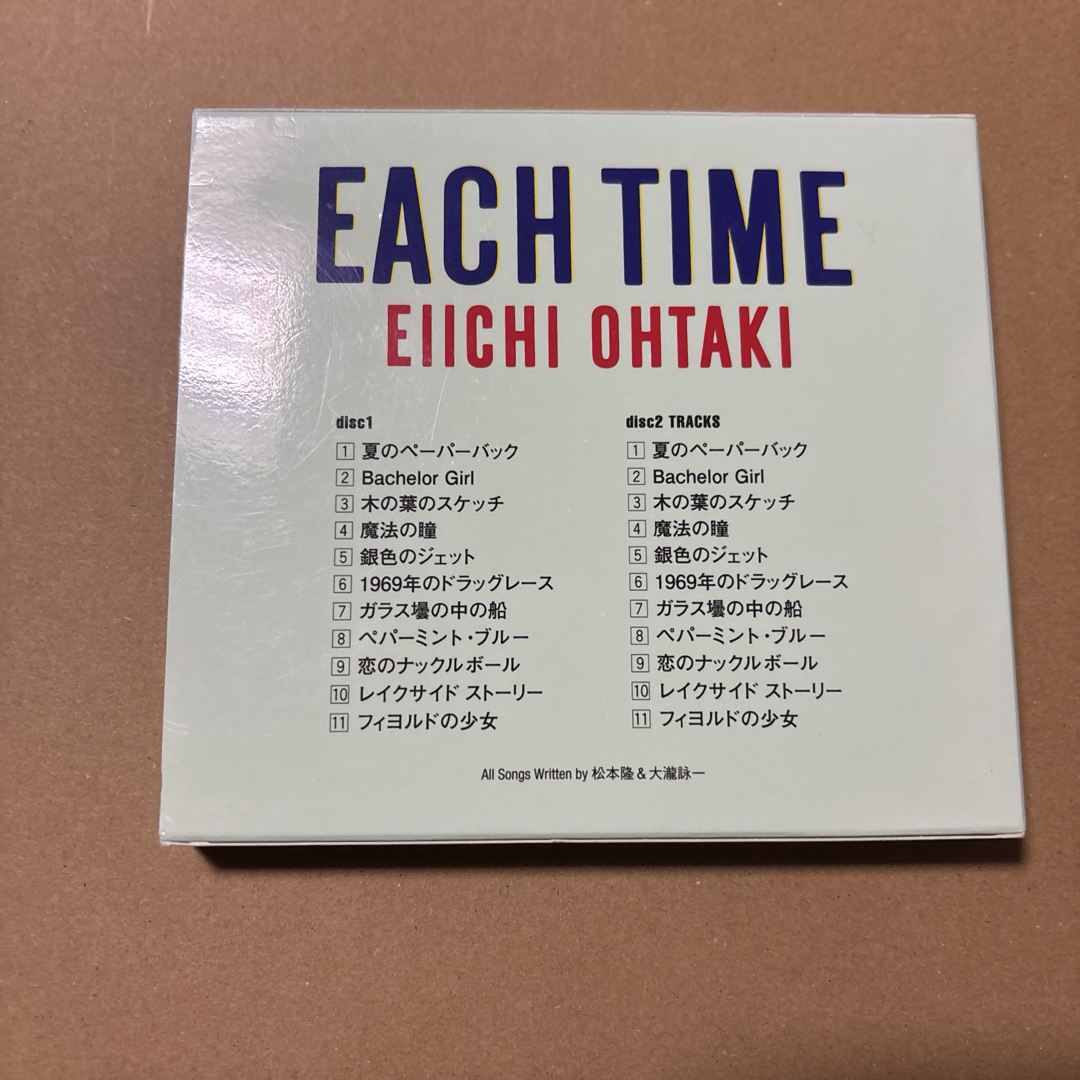 EACH TIME
EIICHI OHTAKI
disc1
1 夏のペーパーバック
2 Bachelor Girl
3 木の葉のスケッチ
4 魔法の瞳
5 銀色のジェット
6 1969年のドラッグレース
7 ガラス壜の中の船
8 ペパーミント・ブルー
9 恋のナックルボール
10 レイクサイド ストーリー
11 フィヨルドの少女
disc2 TRACKS
1 夏のペーパーバック
2 Bachelor Girl
3 木の葉のスケッチ
4 魔法の瞳
5 銀色のジェット
6 1969年のドラッグレース
7 ガラス壜の中の船
8 ペパーミント・ブルー
9 恋のナックルボール
10 レイクサイド ストーリー
11 フィヨルドの少女
All Songs Written by 松本隆 & 大瀧詠一